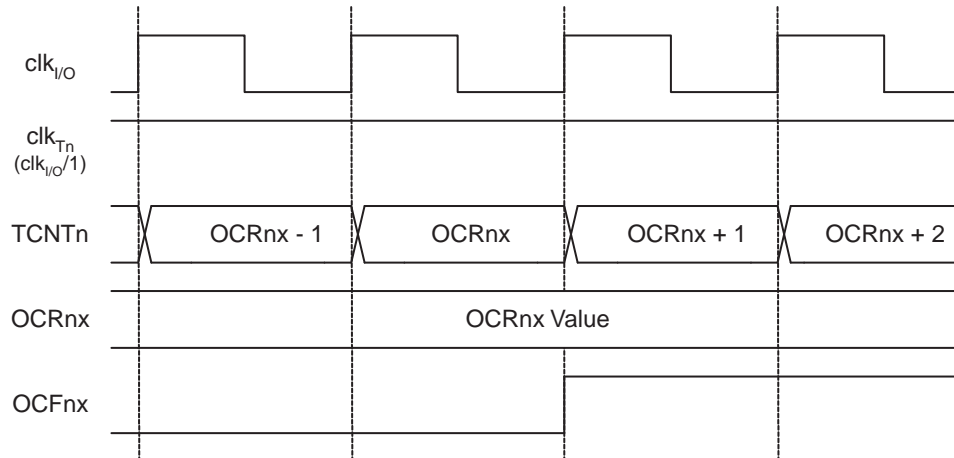 clkI/O
clkTn
(clkI/O/1)
TCNTn OCRnx - 1 OCRnx OCRnx + 1 OCRnx + 2
OCRnx OCRnx Value
OCFnx